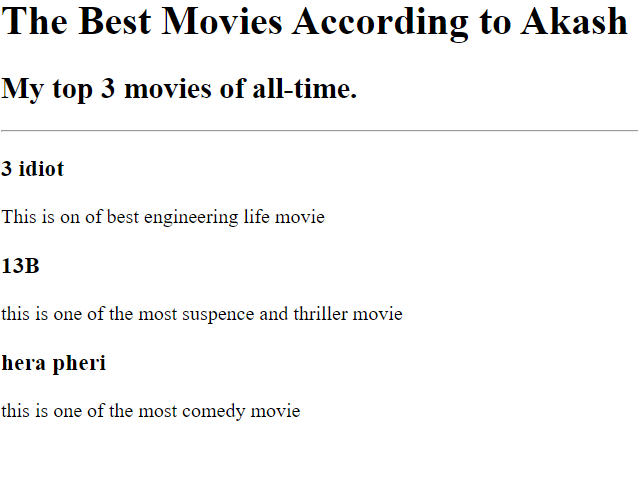 The Best Movies According to Akash
My top 3 movies of all-time.
3 idiot
This is on of best engineering life movie
13B
this is one of the most suspence and thriller movie
hera pheri
this is one of the most comedy movie